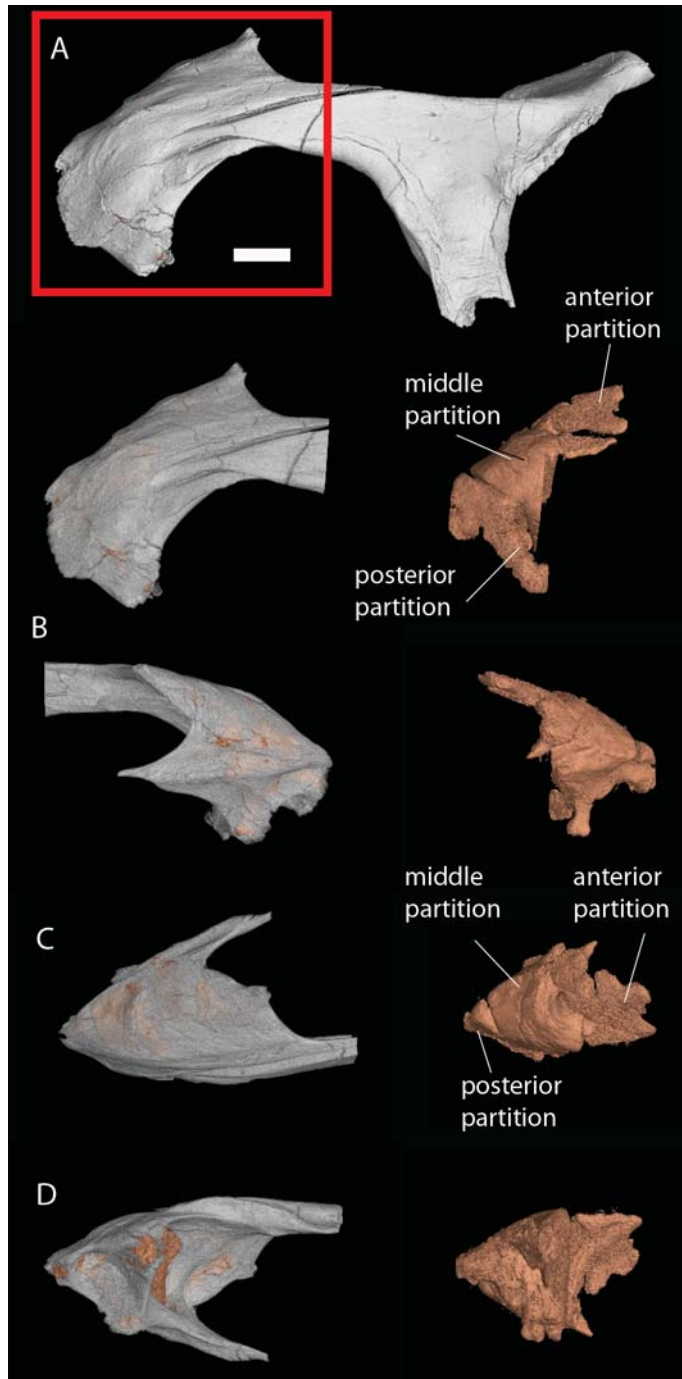 A
anterior
partition
middle
partition
posterior
partition
B
middle
partition
anterior
partition
C
posterior
partition
D